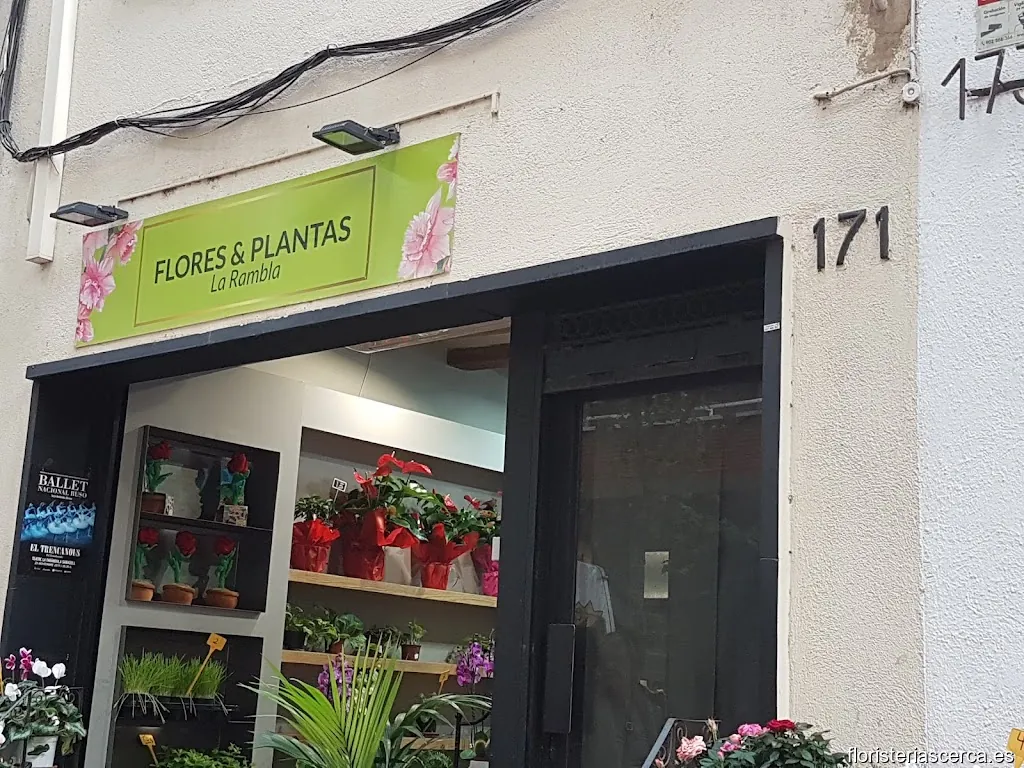 FLORES & PLANTAS
La Rambla
171
17
BALLET
NACIONAL RUSO
EL TRENCANOUS
floristeriascerca.es